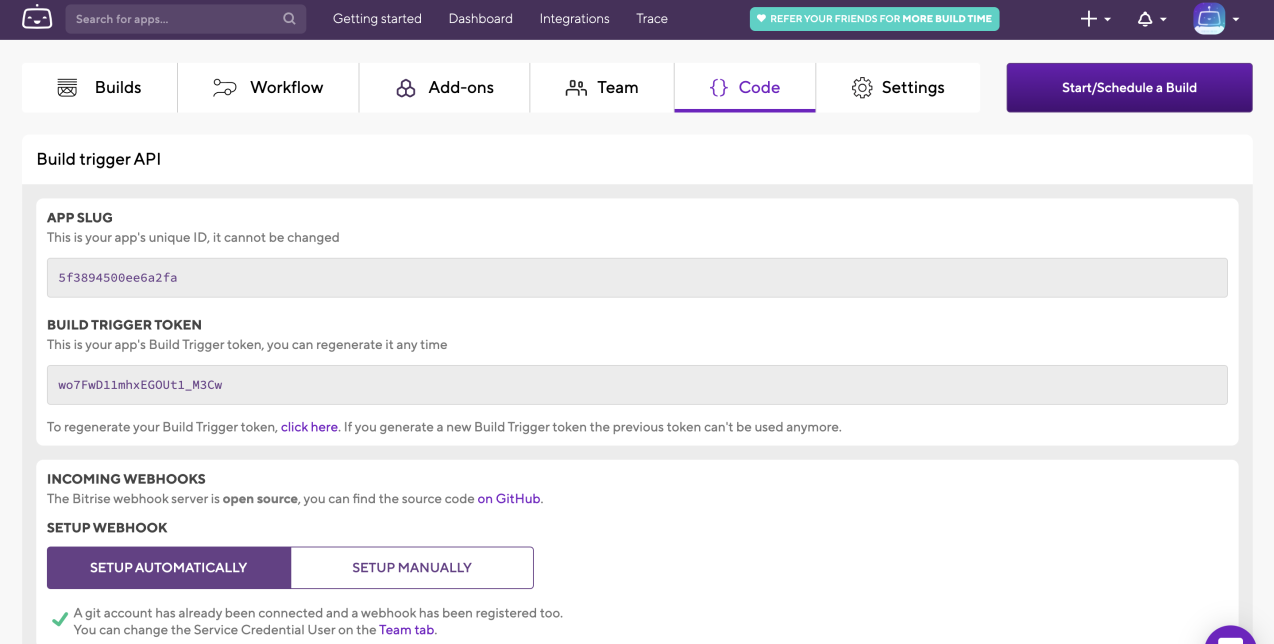 Search for apps...
Getting started
Dashboard
Integrations
Trace
REFER YOUR FRIENDS FOR MORE BUILD TIME
Builds
Workflow
Add-ons
Team
Code
Settings
Start/Schedule a Build
Build trigger API
APP SLUG
This is your app's unique ID, it cannot be changed
5f3894500ee6a2fa
BUILD TRIGGER TOKEN
This is your app's Build Trigger token, you can regenerate it any time
wo7FwD11mhxEGOUt1_M3Cw
To regenerate your Build Trigger token, click here. If you generate a new Build Trigger token the previous token can't be used anymore.
INCOMING WEBHOOKS
The Bitrise webhook server is open source, you can find the source code on GitHub.
SETUP WEBHOOK
SETUP AUTOMATICALLY
SETUP MANUALLY
A git account has already been connected and a webhook has been registered too.
You can change the Service Credential User on the Team tab.